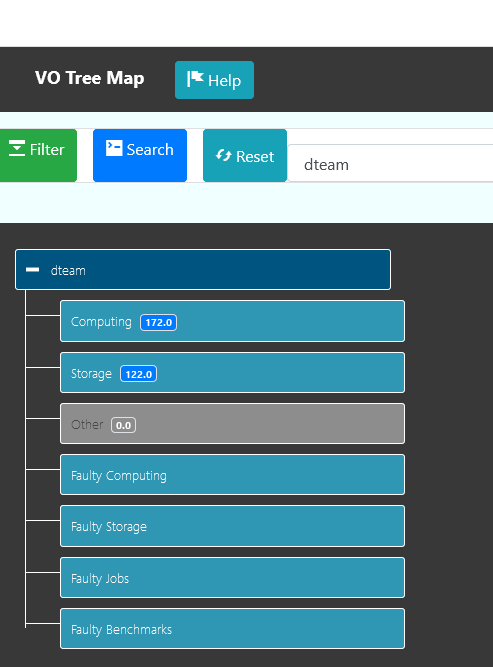 VO Tree Map
Help
Filter
Search
Reset
dteam
dteam
Computing 172.0
Storage 122.0
Other 0.0
Faulty Computing
Faulty Storage
Faulty Jobs
Faulty Benchmarks